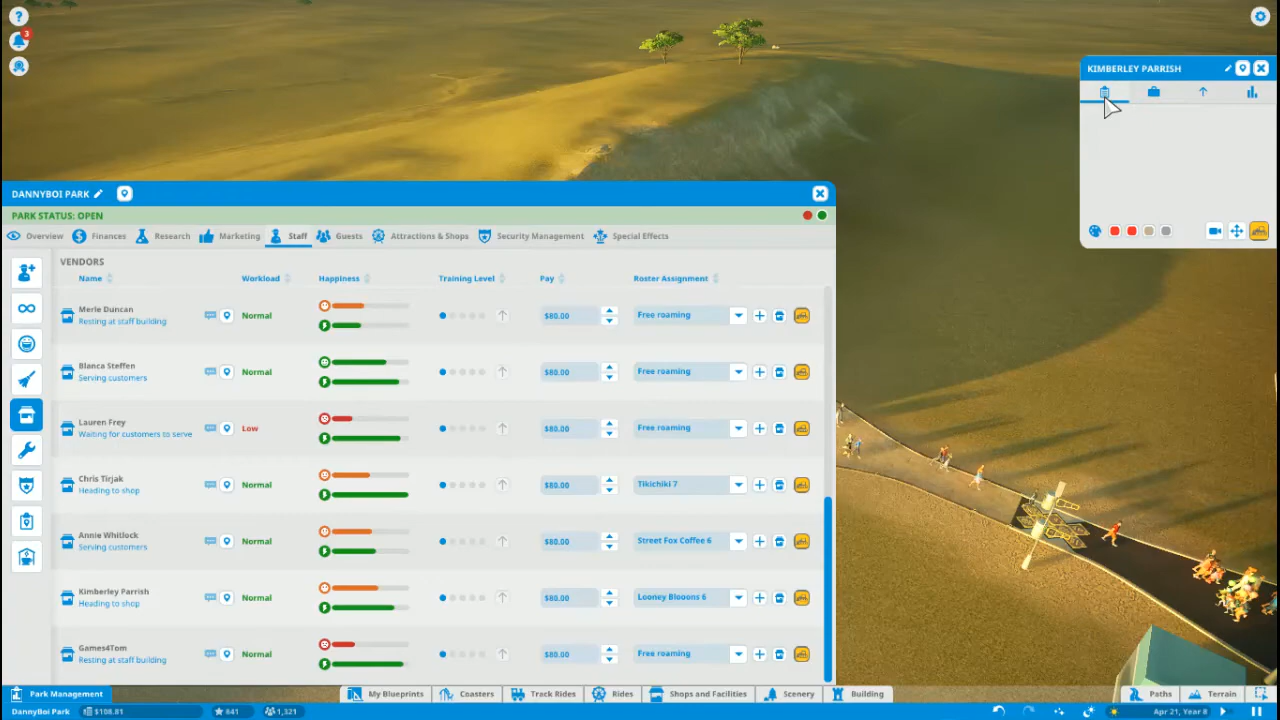 ?
3
KIMBERLEY PARRISH
DANNYBOI PARK
PARK STATUS: OPEN
Overview Finances Research Marketing Staff Guests Attractions & Shops Security Management Special Effects
VENDORS
Name Workload Happiness Training Level Pay Roster Assignment
Merle Duncan
Resting at staff building Normal $80.00 Free roaming
Blanca Steffen
Serving customers Normal $80.00 Free roaming
Lauren Frey
Waiting for customers to serve Low $80.00 Free roaming
Chris Tirjak
Heading to shop Normal $80.00 Tikichiki 7
Annie Whitlock
Serving customers Normal $80.00 Street Fox Coffee 6
Kimberley Parrish
Heading to shop Normal $80.00 Looney Blooons 6
Games4Tom
Resting at staff building Normal $80.00 Free roaming
Park Management My Blueprints Coasters Track Rides Rides Shops and Facilities Scenery Building Paths Terrain
DannyBoi Park $108.81 841 1,321 Apr 21, Year 8